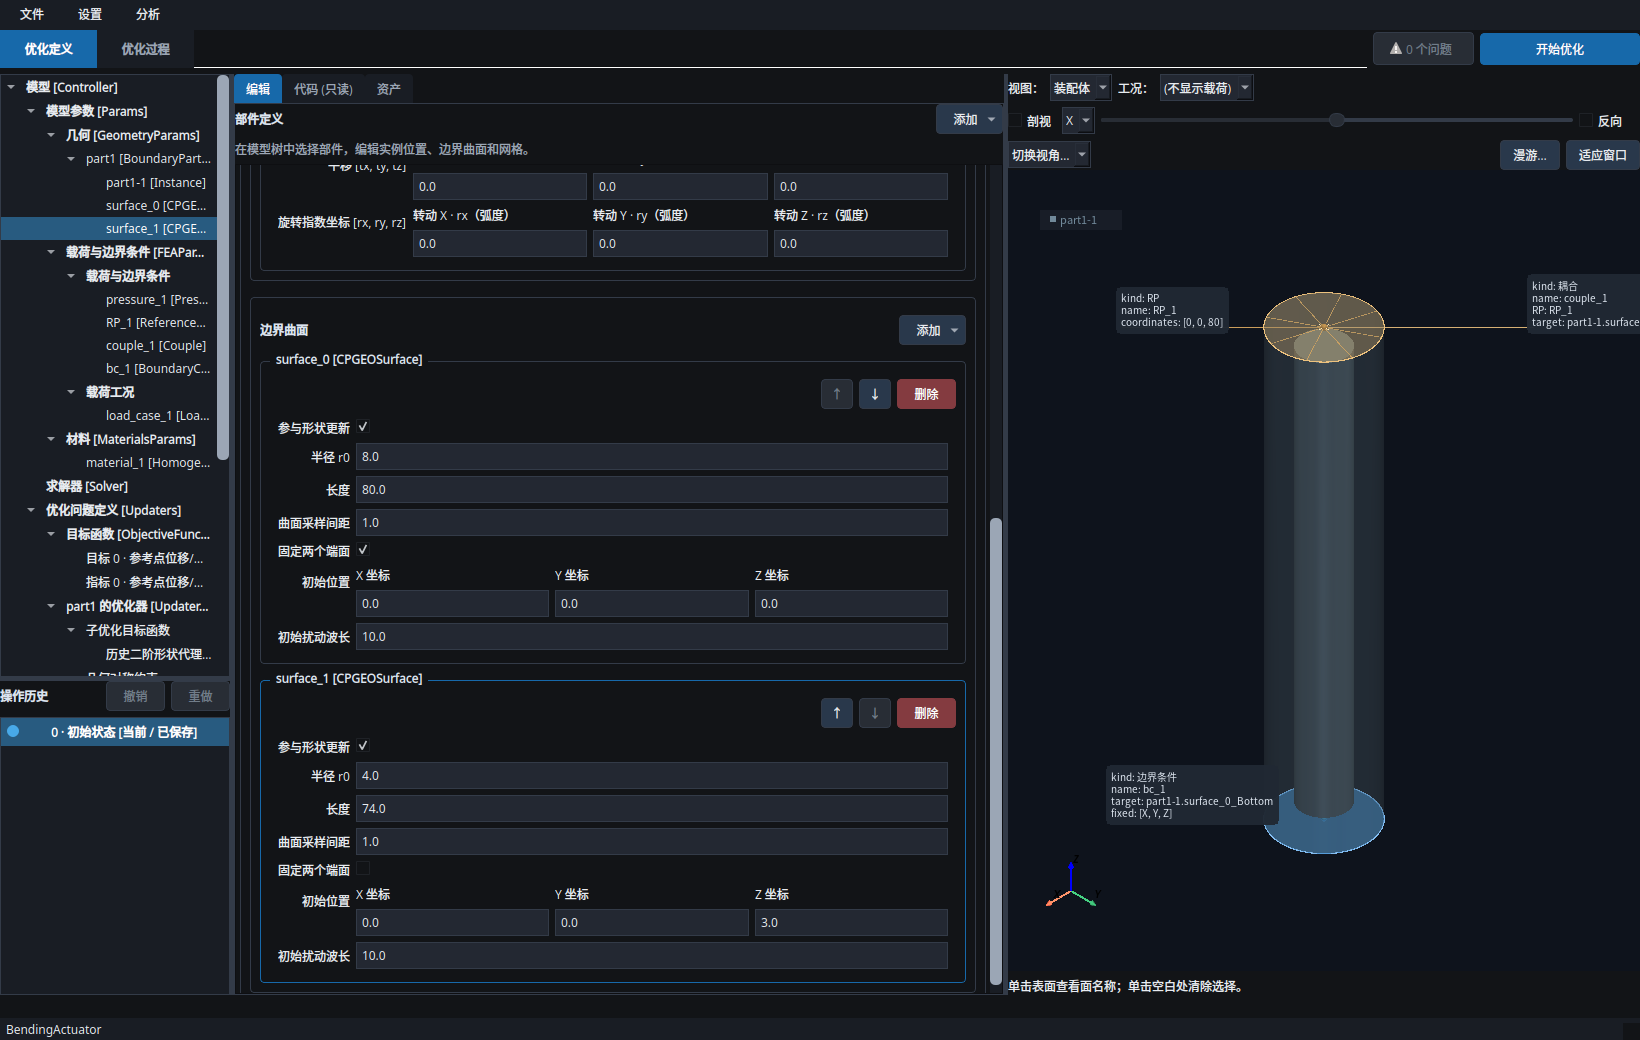 文件 设置 分析
优化定义 优化过程 0 个问题 开始优化
模型 [Controller]
模型参数 [Params]
几何 [GeometryParams]
part1 [BoundaryPart...
part1-1 [Instance]
surface_0 [CPGE...
surface_1 [CPGE...
载荷与边界条件 [FEAPar...
载荷与边界条件
pressure_1 [Pres...
RP_1 [Reference...
couple_1 [Couple]
bc_1 [BoundaryC...
载荷工况
load_case_1 [Loa...
材料 [MaterialsParams]
material_1 [Homoge...
求解器 [Solver]
优化问题定义 [Updaters]
目标函数 [ObjectiveFunc...
目标 0 · 参考点位移/...
指标 0 · 参考点位移/...
part1 的优化器 [Updater...
子优化目标函数
历史二阶形状代理...
操作历史 撤销 重做
0 · 初始状态 [当前 / 已保存]
编辑 代码 (只读) 资产
部件定义 添加
在模型树中选择部件，编辑实例位置、边界曲面和网格。
平移 [tx, ty, tz]
0.0 0.0 0.0
旋转指数坐标 [rx, ry, rz] 转动 X · rx（弧度） 转动 Y · ry（弧度） 转动 Z · rz（弧度）
0.0 0.0 0.0
边界曲面 添加
surface_0 [CPGEOSurface]
↑ ↓ 删除
参与形状更新 ✓
半径 r0 8.0
长度 80.0
曲面采样间距 1.0
固定两个端面 ✓
初始位置 X 坐标 Y 坐标 Z 坐标
0.0 0.0 0.0
初始扰动波长 10.0
surface_1 [CPGEOSurface]
↑ ↓ 删除
参与形状更新 ✓
半径 r0 4.0
长度 74.0
曲面采样间距 1.0
固定两个端面
初始位置 X 坐标 Y 坐标 Z 坐标
0.0 0.0 3.0
初始扰动波长 10.0
视图： 装配体 工况： (不显示载荷)
剖视 X 反向
切换视角... 漫游... 适应窗口
part1-1
kind: RP
name: RP_1
coordinates: [0, 0, 80]
kind: 耦合
name: couple_1
RP: RP_1
target: part1-1.surface
kind: 边界条件
name: bc_1
target: part1-1.surface_0_Bottom
fixed: [X, Y, Z]
Z
单击表面查看面名称；单击空白处清除选择。
BendingActuator